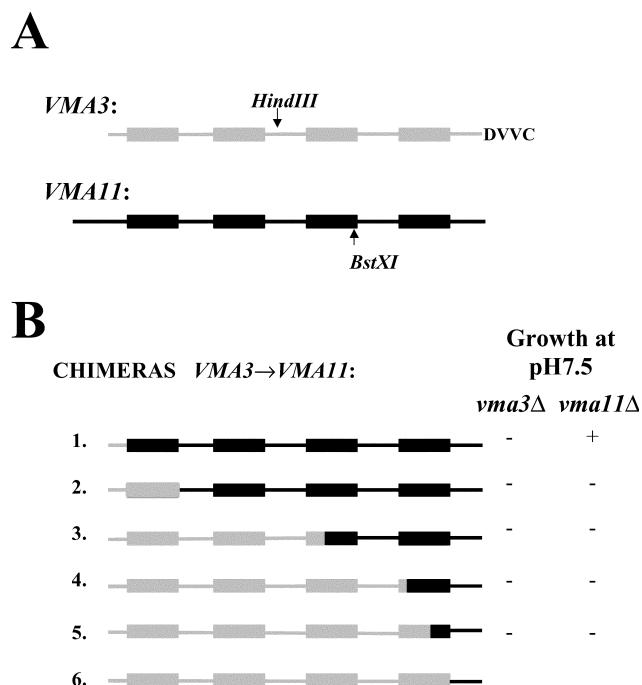 A
VMA3:
HindIII
DVVC
VMA11:
BstXI
B
Growth at
pH7.5
CHIMERAS VMA3→VMA11:
vma3Δ vma11Δ
1. - +
2. - -
3. - -
4. - -
5. - -
6.